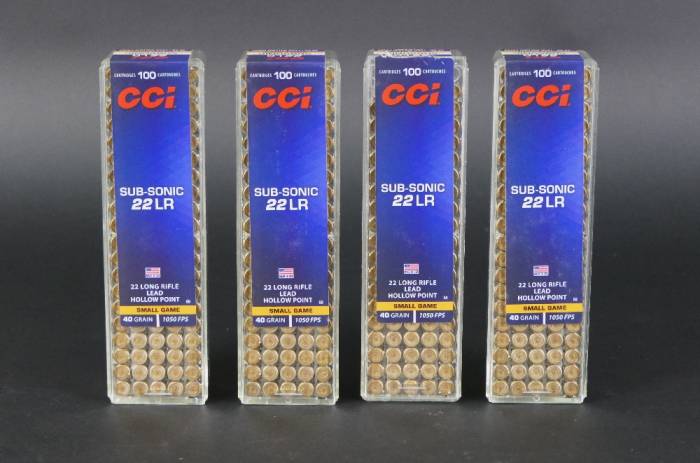 CARTRIDGES 100 CARTOUCHES
CCI
SUB-SONIC
22 LR
22 LONG RIFLE
LEAD
HOLLOW POINT
SMALL GAME
40 GRAIN 1050 FPS
CARTRIDGES 100 CARTOUCHES
CCI
SUB-SONIC
22 LR
22 LONG RIFLE
LEAD
HOLLOW POINT
SMALL GAME
40 GRAIN 1050 FPS
CARTRIDGES 100 CARTOUCHES
CCI
SUB-SONIC
22 LR
22 LONG RIFLE
LEAD
HOLLOW POINT
SMALL GAME
40 GRAIN 1050 FPS
CARTRIDGES 100 CARTOUCHES
CCI
SUB-SONIC
22 LR
22 LONG RIFLE
LEAD
HOLLOW POINT
SMALL GAME
40 GRAIN 1050 FPS